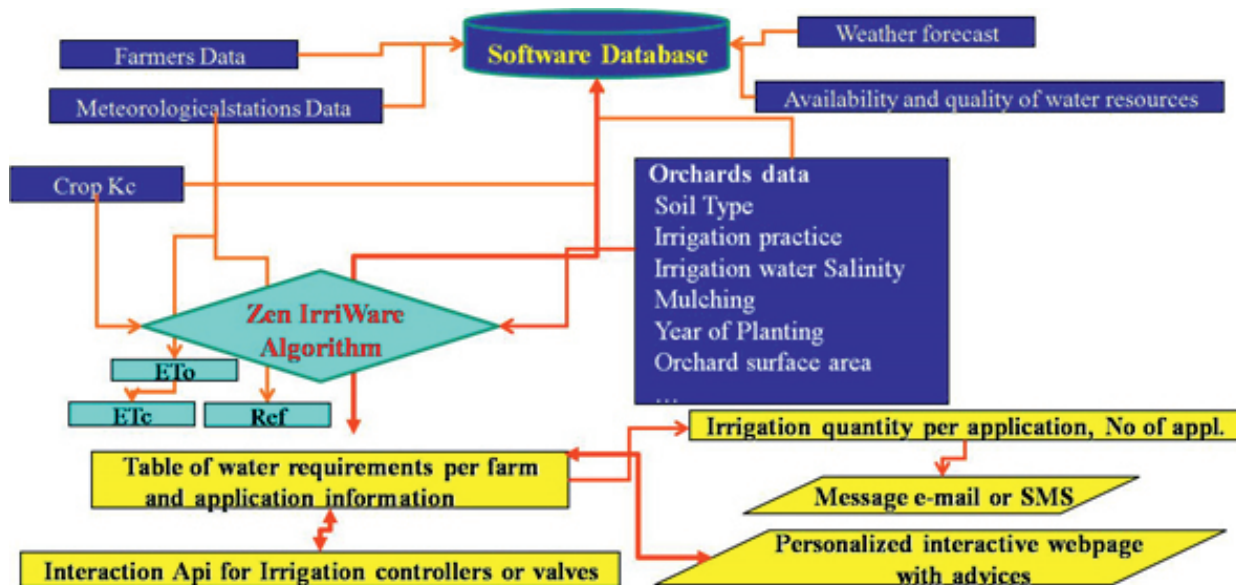 Software Database
Weather forecast
Farmers Data
Availability and quality of water resources
Meteorologicalstations Data
Crop Kc
Orchards data
Soil Type
Irrigation practice
Irrigation water Salinity
Mulching
Year of Planting
Orchard surface area
...
Zen IrriWare
Algorithm
ETo
ETc
Ref
Irrigation quantity per application, No of appl.
Table of water requirements per farm
and application information
Message e-mail or SMS
Interaction Api for Irrigation controllers or valves
Personalized interactive webpage
with advices